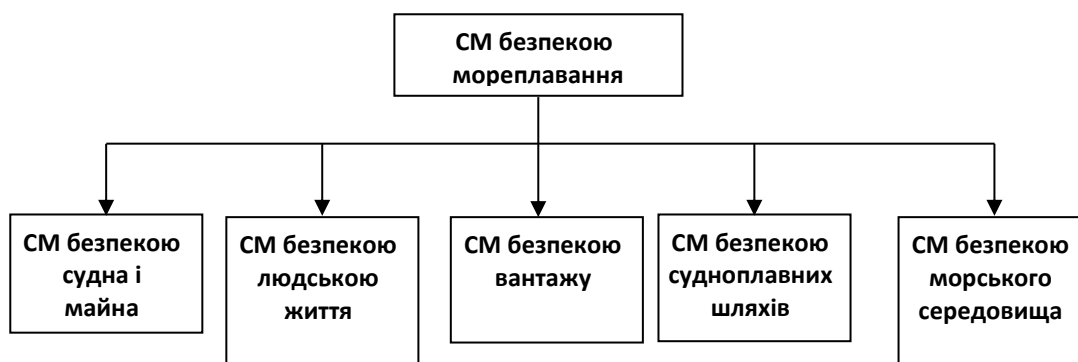 СМ безпекою
мореплавання
СМ безпекою
судна і
майна
СМ безпекою
людською
життя
СМ безпекою
вантажу
СМ безпекою
судноплавних
шляхів
СМ безпекою
морського
середовища